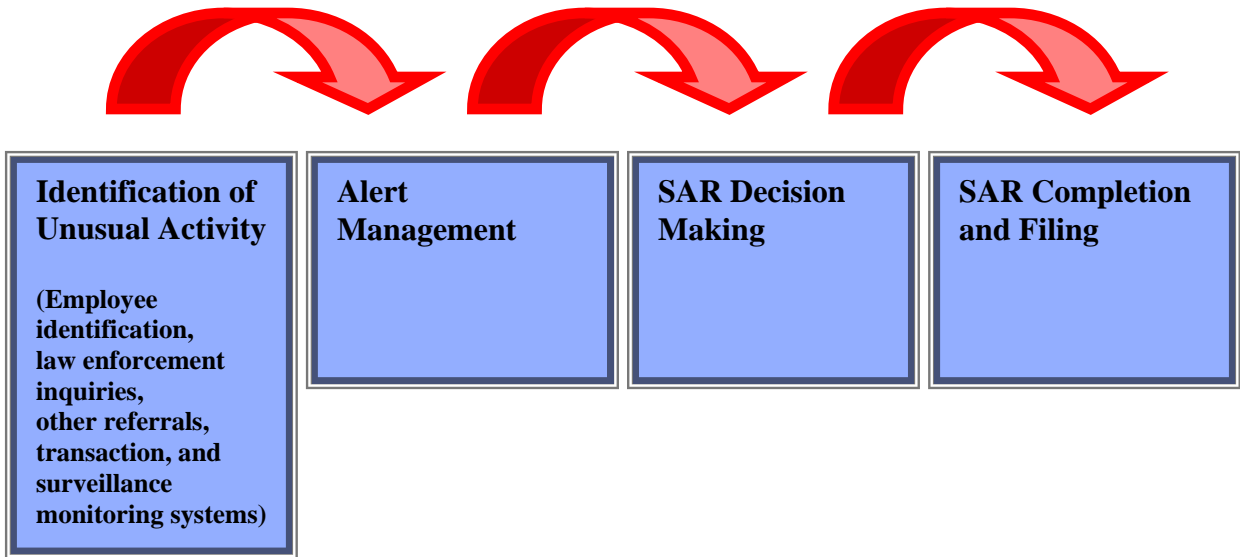 Identification of
Unusual Activity
(Employee
identification,
law enforcement
inquiries,
other referrals,
transaction, and
surveillance
monitoring systems)
Alert
Management
SAR Decision
Making
SAR Completion
and Filing